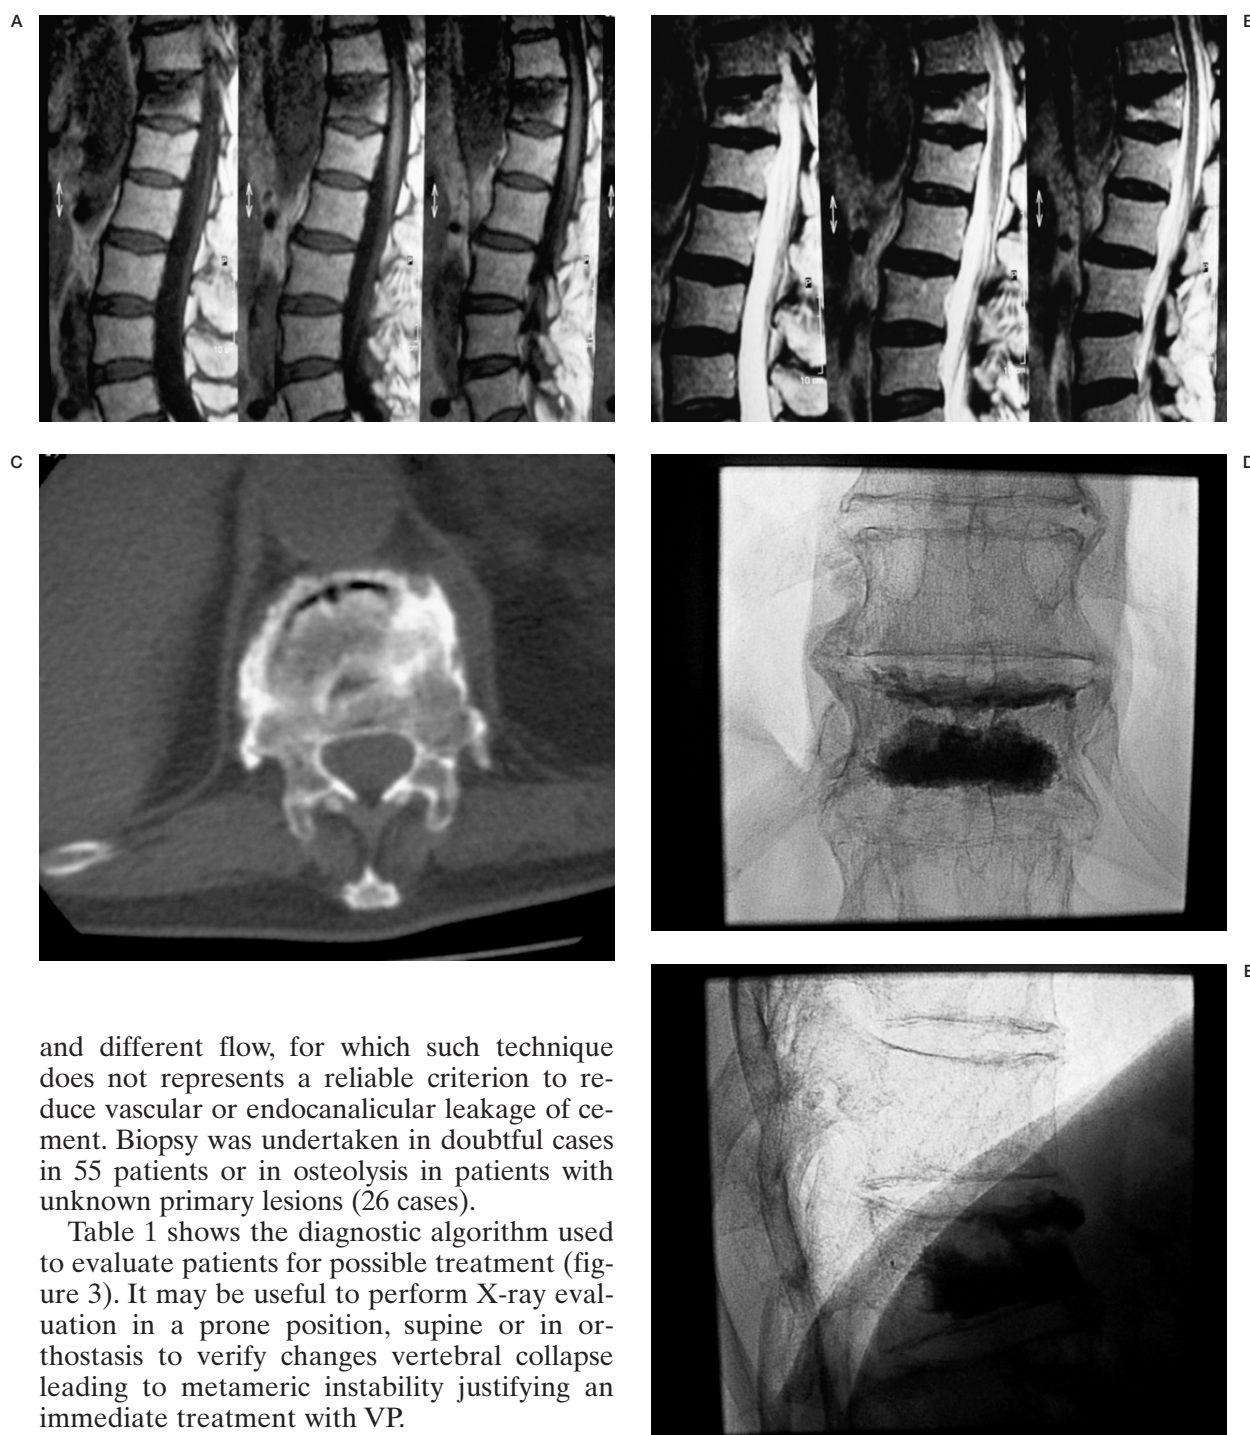 A
B
C
D
E
and different flow, for which such technique
does not represents a reliable criterion to re-
duce vascular or endocanalicular leakage of ce-
ment. Biopsy was undertaken in doubtful cases
in 55 patients or in osteolysis in patients with
unknown primary lesions (26 cases).
Table 1 shows the diagnostic algorithm used
to evaluate patients for possible treatment (fig-
ure 3). It may be useful to perform X-ray eval-
uation in a prone position, supine or in or-
thostasis to verify changes vertebral collapse
leading to metameric instability justifying an
immediate treatment with VP.
10 cm